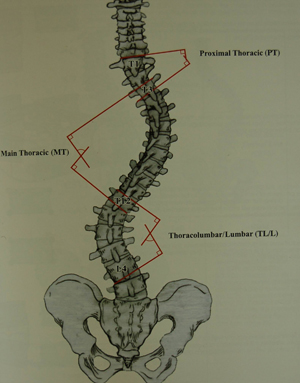 Proximal Thoracic (PT)
Main Thoracic (MT)
Thoracolumbar/Lumbar (TL/L)